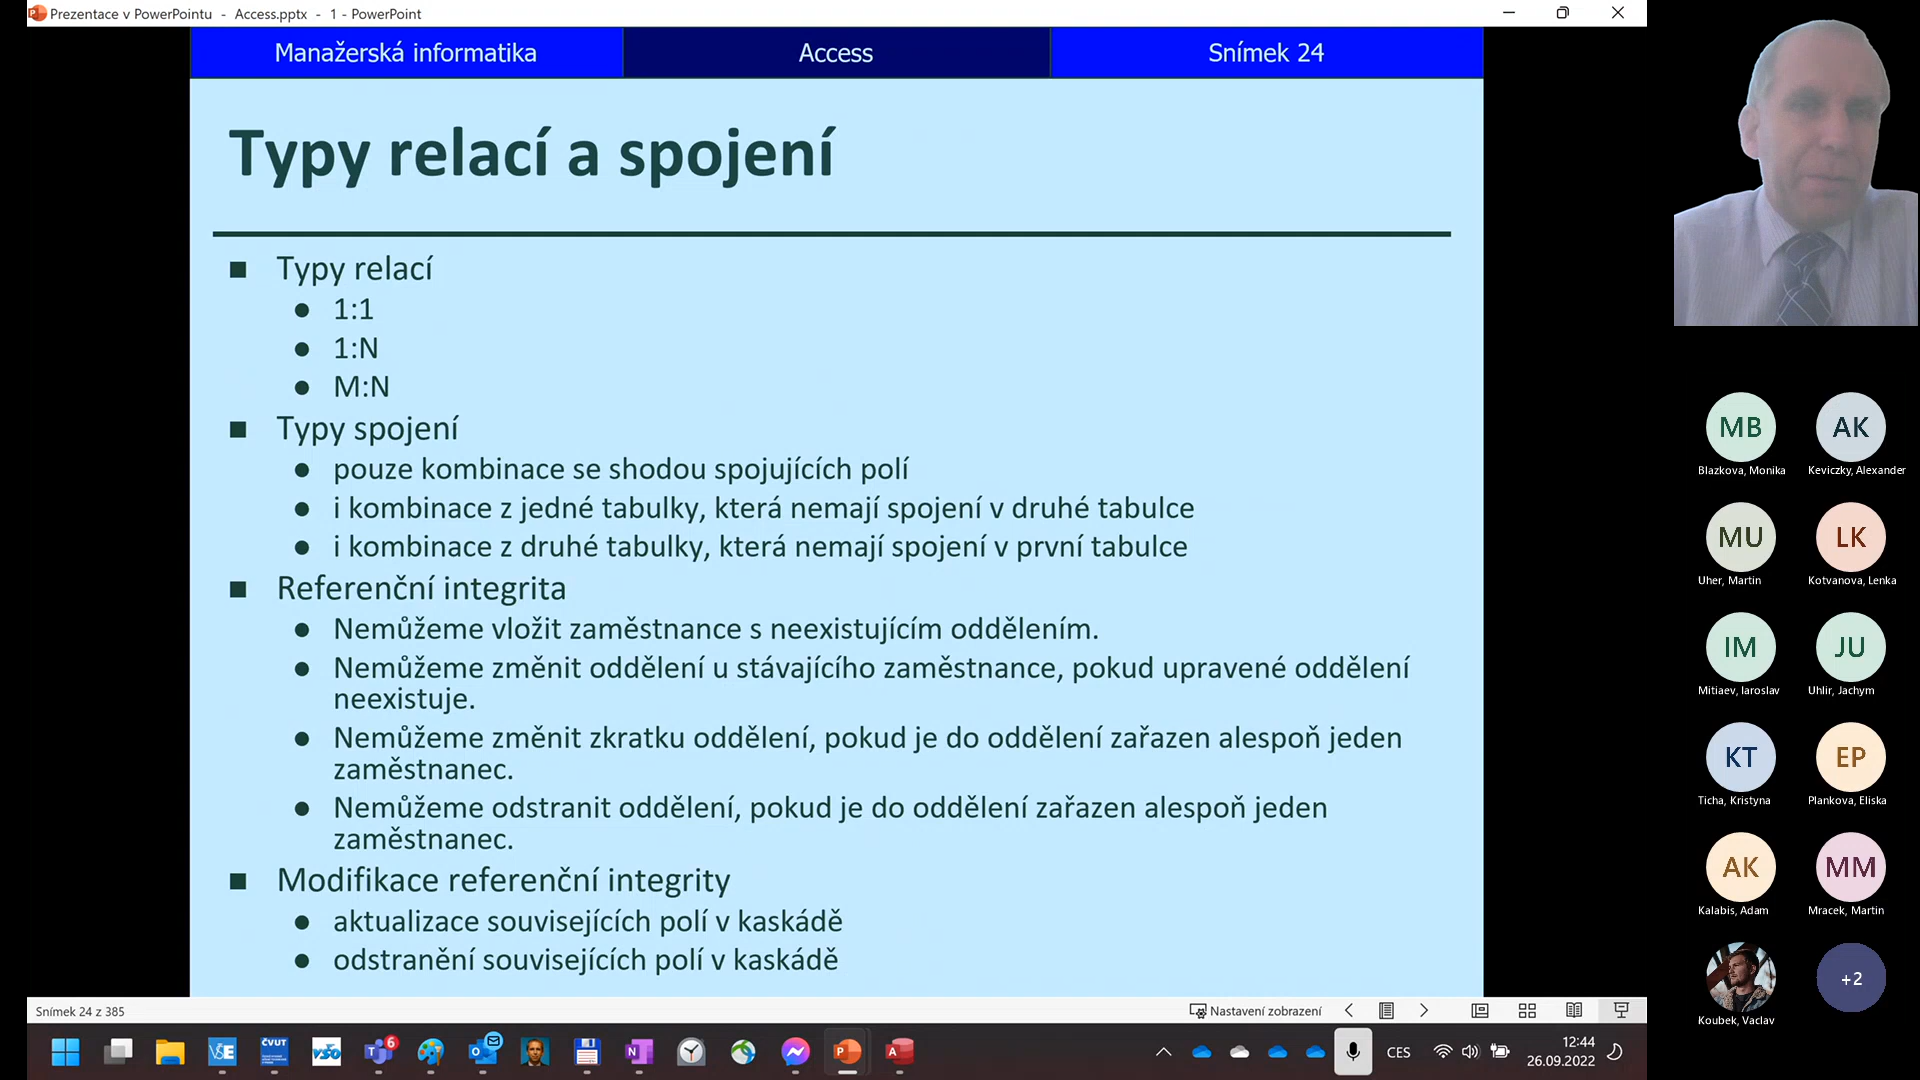 Prezentace v PowerPointu - Access.pptx - 1 - PowerPoint
Manažerská informatika
Access
Snímek 24
Typy relací a spojení
Typy relací
1:1
1:N
M:N
Typy spojení
pouze kombinace se shodou spojujících polí
i kombinace z jedné tabulky, která nemají spojení v druhé tabulce
i kombinace z druhé tabulky, která nemají spojení v první tabulce
Referenční integrita
Nemůžeme vložit zaměstnance s neexistujícím oddělením.
Nemůžeme změnit oddělení u stávajícího zaměstnance, pokud upravené oddělení
neexistuje.
Nemůžeme změnit zkratku oddělení, pokud je do oddělení zařazen alespoň jeden
zaměstnanec.
Nemůžeme odstranit oddělení, pokud je do oddělení zařazen alespoň jeden
zaměstnanec.
Modifikace referenční integrity
aktualizace souvisejících polí v kaskádě
odstranění souvisejících polí v kaskádě
Snímek 24 z 385
Nastavení zobrazení
VŠE
ČVUT
všo
6
CES
12:44
26.09.2022
MB
AK
Blazkova, Monika
Keviczky, Alexander
MU
LK
Uher, Martin
Kotvanova, Lenka
IM
JU
Mitiaev, Iaroslav
Uhlir, Jachym
KT
EP
Ticha, Kristyna
Plankova, Eliska
AK
MM
Kalabis, Adam
Mracek, Martin
+2
Koubek, Vaclav